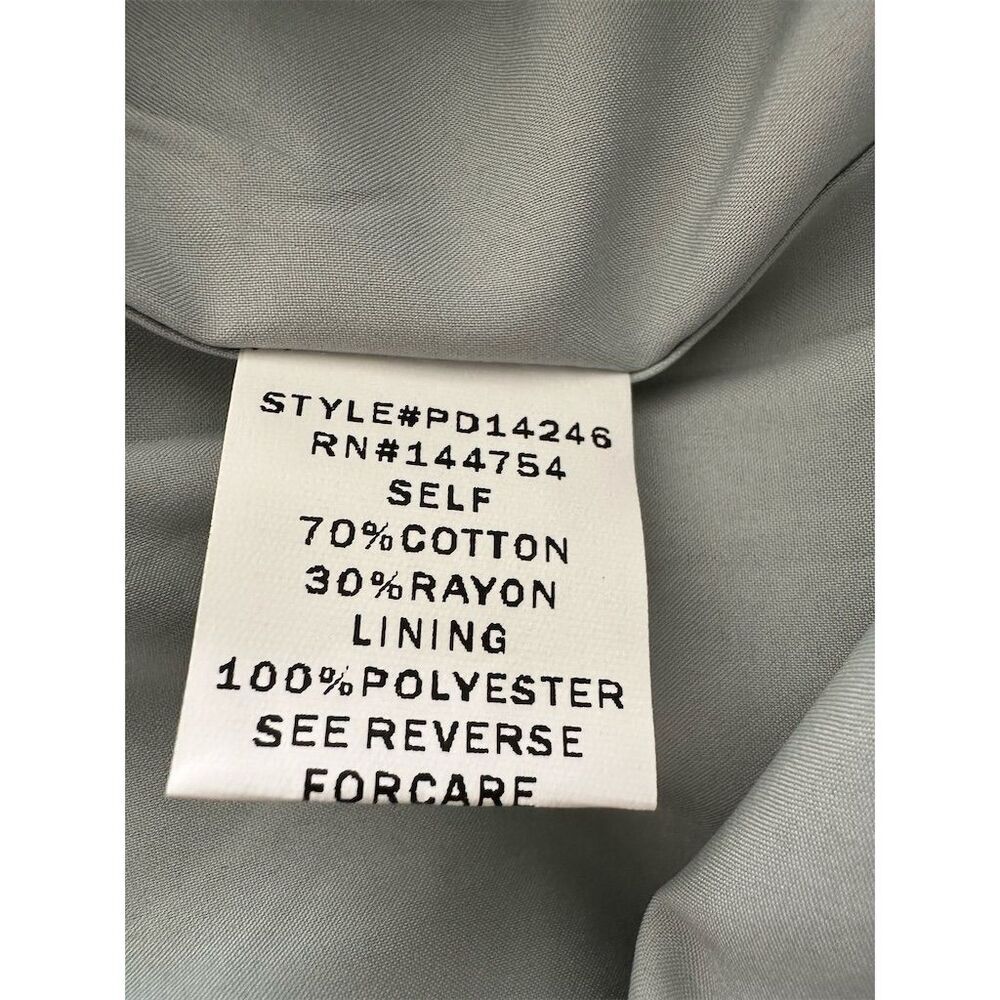 STYLE#PD14246
RN#144754
SELF
70%COTTON
30%RAYON
LINING
100%POLYESTER
SEE REVERSE
FORCARE